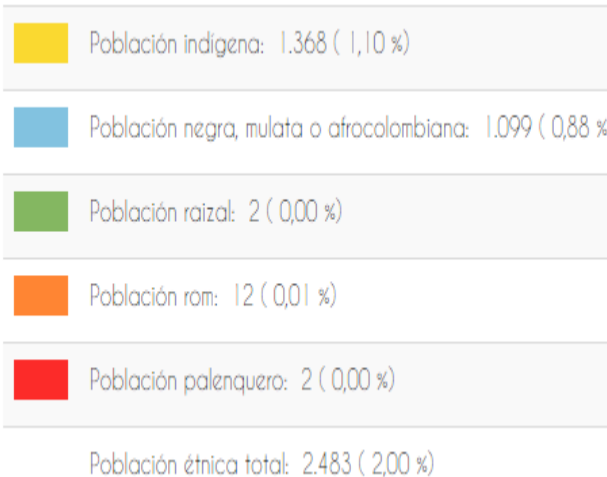 Población indígena: 1.368 ( 1,10 %)
Población negra, mulata o afrocolombiana: 1.099 ( 0,88 %
Población raizal: 2 ( 0,00 %)
Población rom: 12 ( 0,01 %)
Población palenquero: 2 ( 0,00 %)
Población étnica total: 2.483 ( 2,00 %)